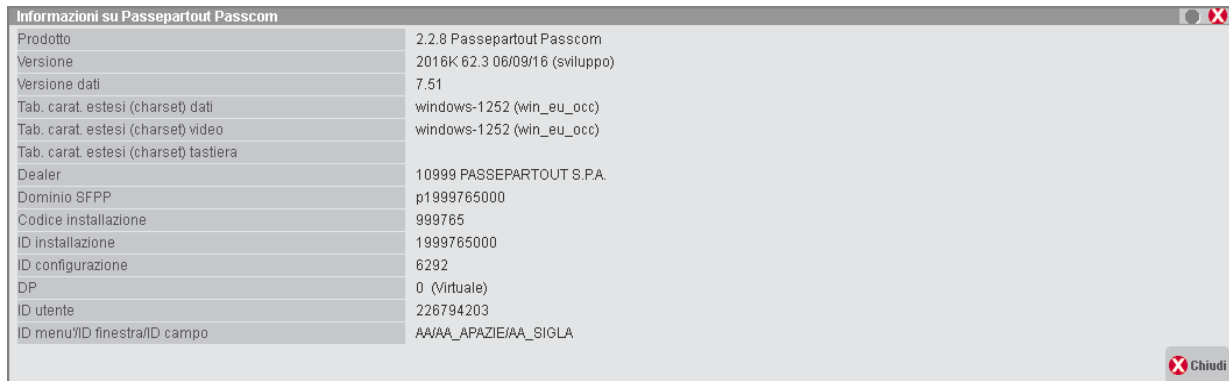 Informazioni su Passepartout Passcom
Prodotto 2.2.8 Passepartout Passcom
Versione 2016K 62.3 06/09/16 (sviluppo)
Versione dati 7.51
Tab. carat. estesi (charset) dati windows-1252 (win_eu_occ)
Tab. carat. estesi (charset) video windows-1252 (win_eu_occ)
Tab. carat. estesi (charset) tastiera
Dealer 10999 PASSEPARTOUT S.P.A.
Dominio SFPP p1999765000
Codice installazione 999765
ID installazione 1999765000
ID configurazione 6292
DP 0 (Virtuale)
ID utente 226794203
ID menu'/ID finestra/ID campo AA/AA_APAZIE/AA_SIGLA
Chiudi